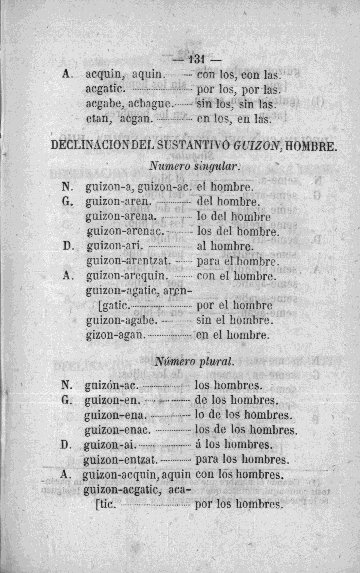 — 131 —
A. acquin, aquin. — con los, con las.
acgatic. — por los, por las.
acgabe, achague. — sin los, sin las.
etan, acgan. — en los, en las.
DECLINACION DEL SUSTANTIVO GUIZON, HOMBRE.
Numero singular.
N. guizon-a, guizon-ac. el hombre.
G. guizon-aren. — del hombre.
guizon-arena. — lo del hombre
guizon-arenac. — los del hombre.
D. guizon-ari. — al hombre.
guizon-arentzat. — para el hombre.
A. guizon-arequin. — con el hombre.
guizon-agatic, aren-
[gatic. — por el hombre
guizon-agabe. — sin el hombre.
gizon-agan. — en el hombre.
Número plural.
N. guizón-ac. — los hombres.
G. guizon-en. — de los hombres.
guizon-ena. — lo de los hombres.
guizon-enac. — los de los hombres.
D. guizon-ai. — á los hombres.
guizon-entzat. — para los hombres.
A. guizon-acquin, aquin con los hombres.
guizon-acgatic, aca-
[tic. — por los hombres.